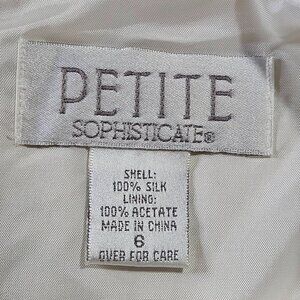 PETITE
SOPHISTICATE®
SHELL:
100% SILK
LINING:
100% ACETATE
MADE IN CHINA
6
OVER FOR CARE